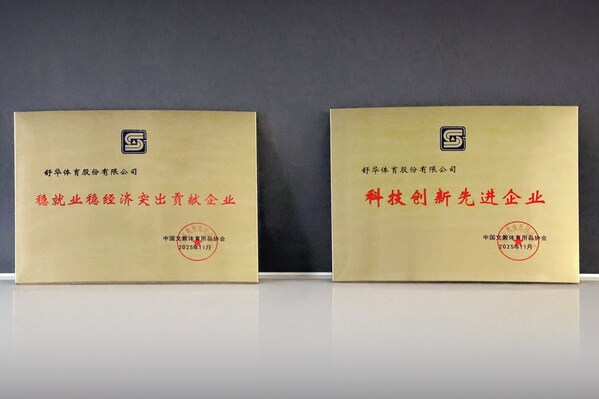 舒华体育股份有限公司
稳就业稳经济突出贡献企业
中国文教体育用品协会
2025年11月
舒华体育股份有限公司
科技创新先进企业
中国文教体育用品协会
2025年11月